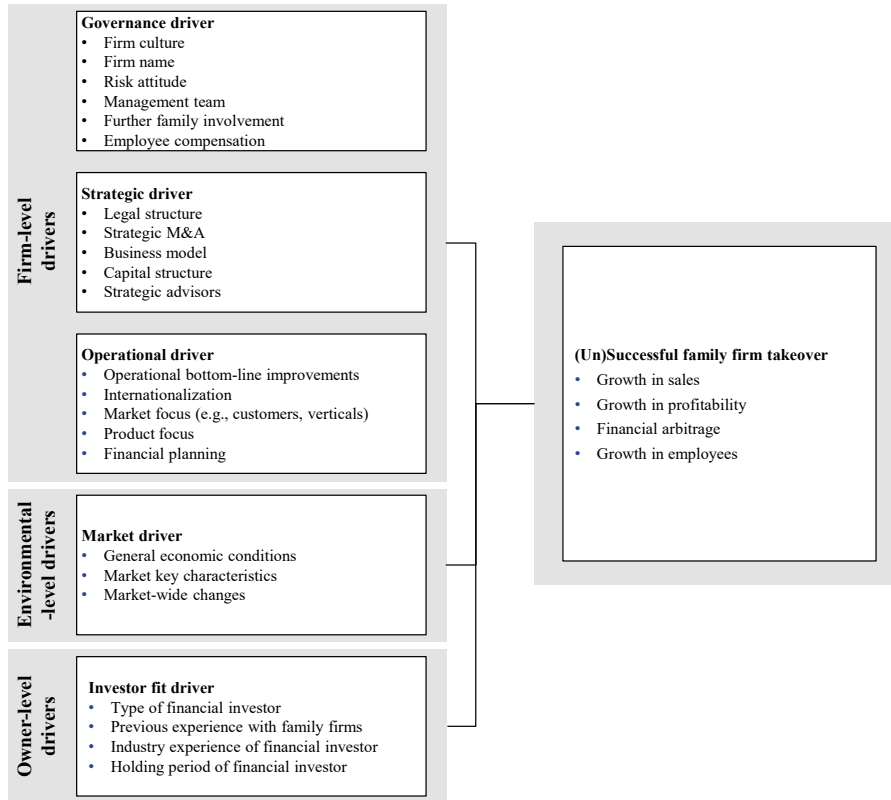 Firm-level
drivers
Governance driver
• Firm culture
• Firm name
• Risk attitude
• Management team
• Further family involvement
• Employee compensation
Strategic driver
• Legal structure
• Strategic M&A
• Business model
• Capital structure
• Strategic advisors
Operational driver
• Operational bottom-line improvements
• Internationalization
• Market focus (e.g., customers, verticals)
• Product focus
• Financial planning
Environmental
-level drivers
Market driver
• General economic conditions
• Market key characteristics
• Market-wide changes
Owner-level
drivers
Investor fit driver
• Type of financial investor
• Previous experience with family firms
• Industry experience of financial investor
• Holding period of financial investor
(Un)Successful family firm takeover
• Growth in sales
• Growth in profitability
• Financial arbitrage
• Growth in employees